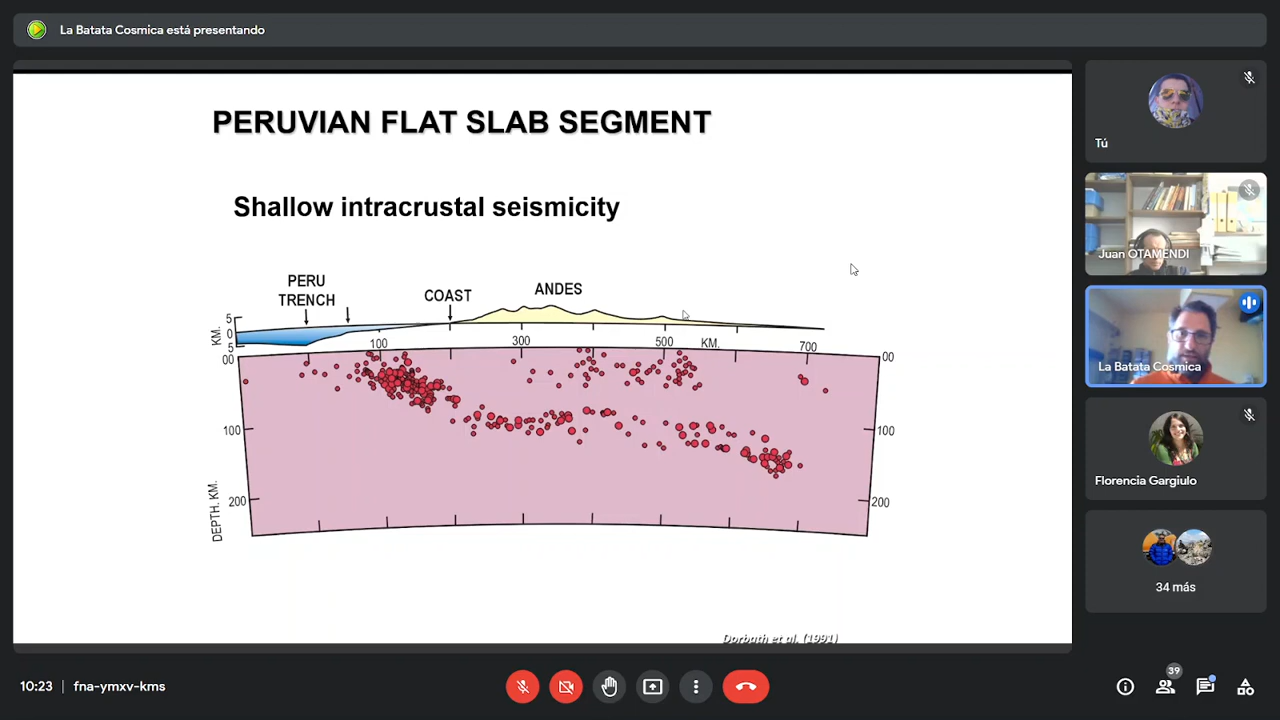 La Batata Cosmica está presentando
PERUVIAN FLAT SLAB SEGMENT
Shallow intracrustal seismicity
PERU
TRENCH
COAST
ANDES
KM.
5
0
5
100
300
500
KM.
700
00
00
100
100
200
200
DEPTH. KM.
Dorbath et al. (1991)
Tú
Juan OTAMENDI
La Batata Cosmica
Florencia Gargiulo
34 más
10:23
fna-ymxv-kms
39